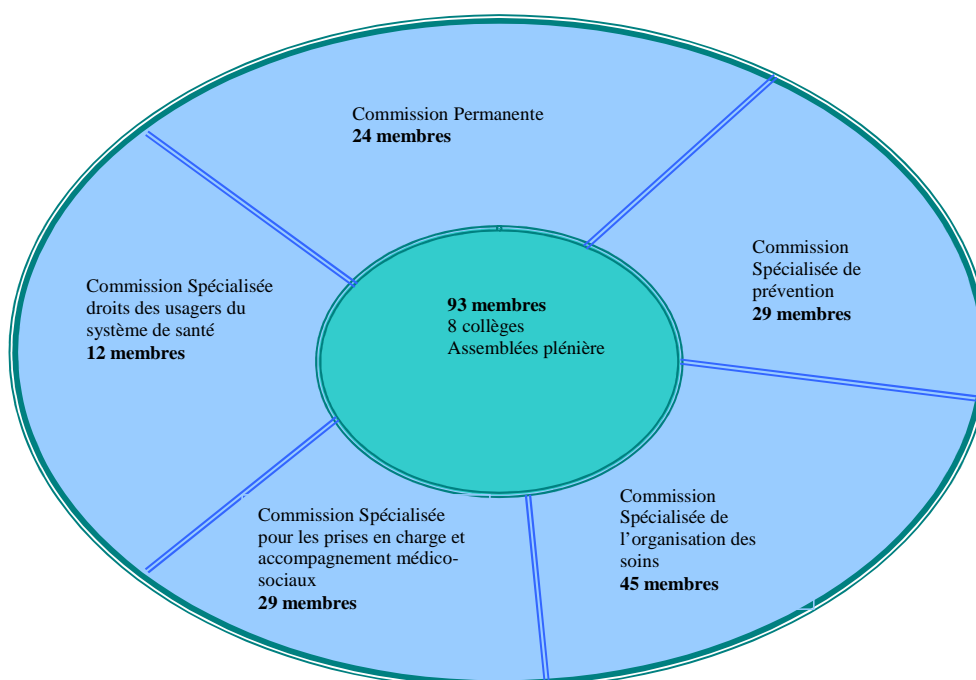 Commission Permanente
24 membres
Commission
Spécialisée de
prévention
29 membres
Commission Spécialisée
droits des usagers du
système de santé
12 membres
93 membres
8 collèges
Assemblées plénière
Commission
Spécialisée de
l'organisation des
soins
45 membres
Commission Spécialisée
pour les prises en charge et
accompagnement médico-
sociaux
29 membres